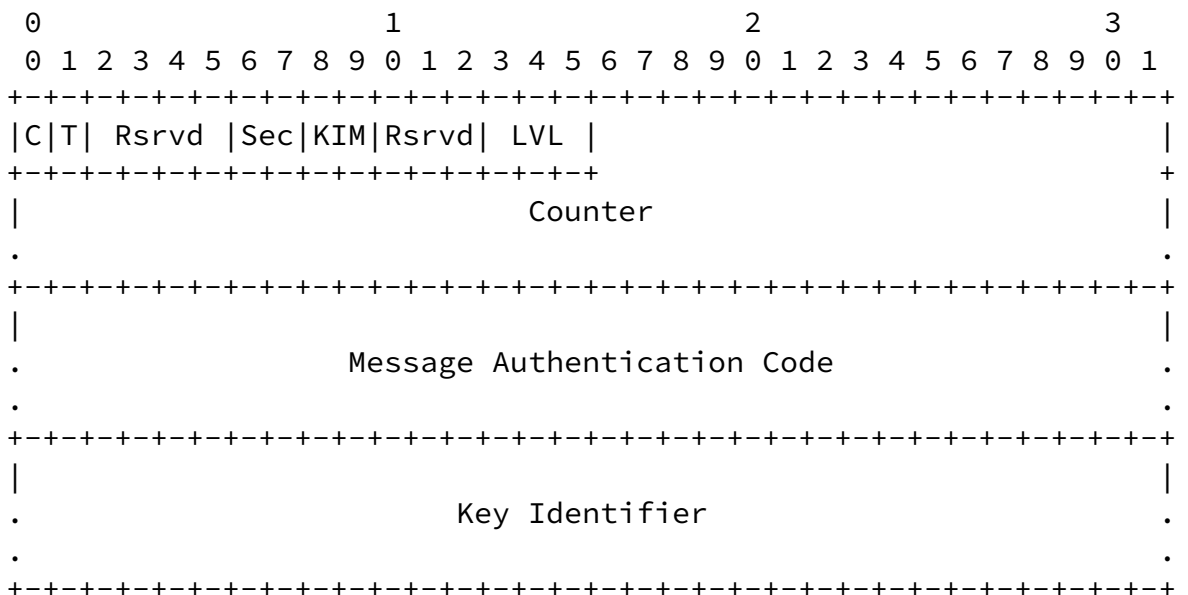 0                   1                   2                   3
 0 1 2 3 4 5 6 7 8 9 0 1 2 3 4 5 6 7 8 9 0 1 2 3 4 5 6 7 8 9 0 1
+-+-+-+-+-+-+-+-+-+-+-+-+-+-+-+-+-+-+-+-+-+-+-+-+-+-+-+-+-+-+-+-+
|C|T| Rsrvd |Sec|KIM|Rsrvd| LVL |                               |
+-+-+-+-+-+-+-+-+-+-+-+-+-+-+-+-+                               +
|                            Counter                            |
.                                                               .
+-+-+-+-+-+-+-+-+-+-+-+-+-+-+-+-+-+-+-+-+-+-+-+-+-+-+-+-+-+-+-+-+
|                                                               |
.                  Message Authentication Code                  .
.                                                               .
+-+-+-+-+-+-+-+-+-+-+-+-+-+-+-+-+-+-+-+-+-+-+-+-+-+-+-+-+-+-+-+-+
|                                                               |
.                        Key Identifier                         .
.                                                               .
+-+-+-+-+-+-+-+-+-+-+-+-+-+-+-+-+-+-+-+-+-+-+-+-+-+-+-+-+-+-+-+-+